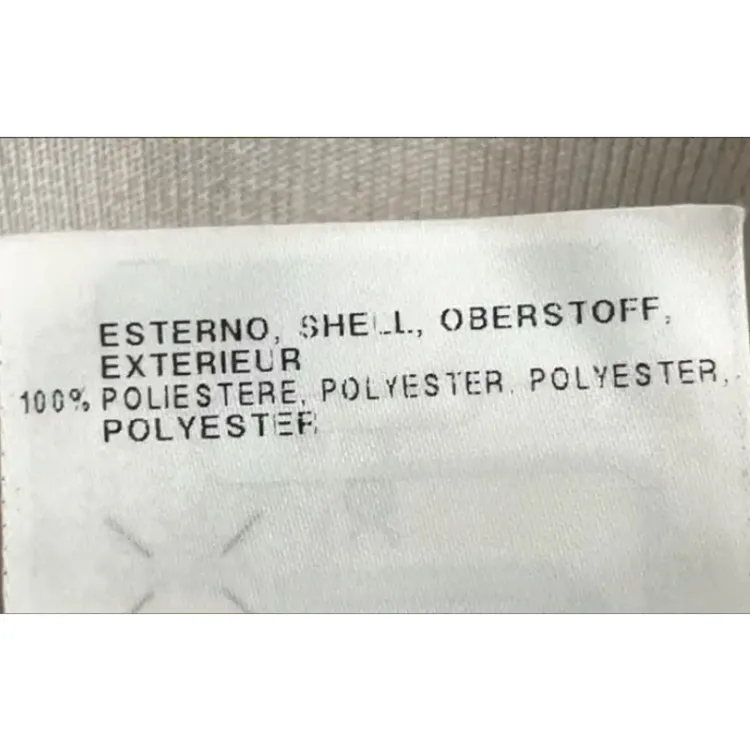 ESTERNO, SHELL, OBERSTOFF,
EXTERIEUR
100% POLIESTERE, POLYESTER, POLYESTER,
POLYESTER